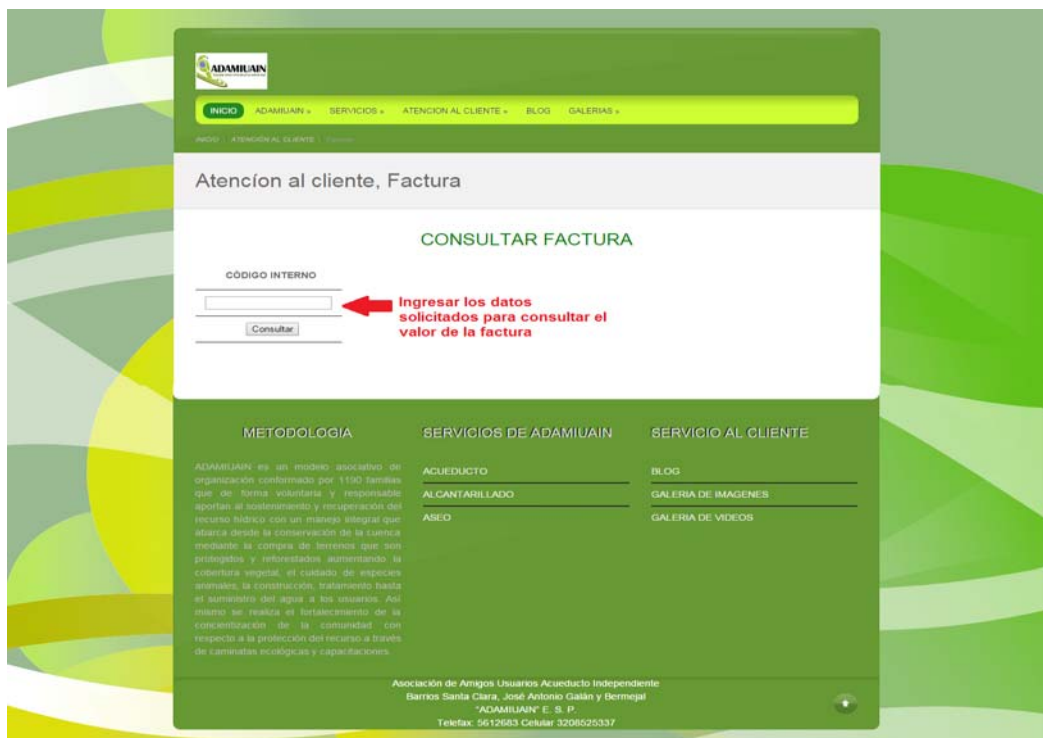 ADAMIUAIN
INICIO ADAMIUAIN » SERVICIOS » ATENCION AL CLIENTE » BLOG GALERIAS »
INICIO ATENCIÓN AL CLIENTE Factura
Atencíon al cliente, Factura
CONSULTAR FACTURA
CÓDIGO INTERNO
Ingresar los datos
solicitados para consultar el
valor de la factura
Consultar
METODOLOGIA
ADAMIUAIN es un modelo asociativo de
organización conformado por 1190 familias
que de forma voluntaria y responsable
aportan al sostenimiento y recuperación del
recurso hídrico con un manejo integral que
abarca desde la conservación de la cuenca
mediante la compra de terrenos que son
protegidos y reforestados aumentando la
cobertura vegetal, el cuidado de especies
animales, la construcción, tratamiento hasta
el suministro del agua a los usuarios. Así
mismo se realiza el fortalecimiento de la
concientización de la comunidad con
respecto a la protección del recurso a través
de caminatas ecológicas y capacitaciones.
SERVICIOS DE ADAMIUAIN
ACUEDUCTO
ALCANTARILLADO
ASEO
SERVICIO AL CLIENTE
BLOG
GALERIA DE IMAGENES
GALERIA DE VIDEOS
Asociación de Amigos Usuarios Acueducto Independiente
Barrios Santa Clara, José Antonio Galán y Bermejal
"ADAMIUAIN" E. S. P.
Telefax: 5612683 Celular 3208525337